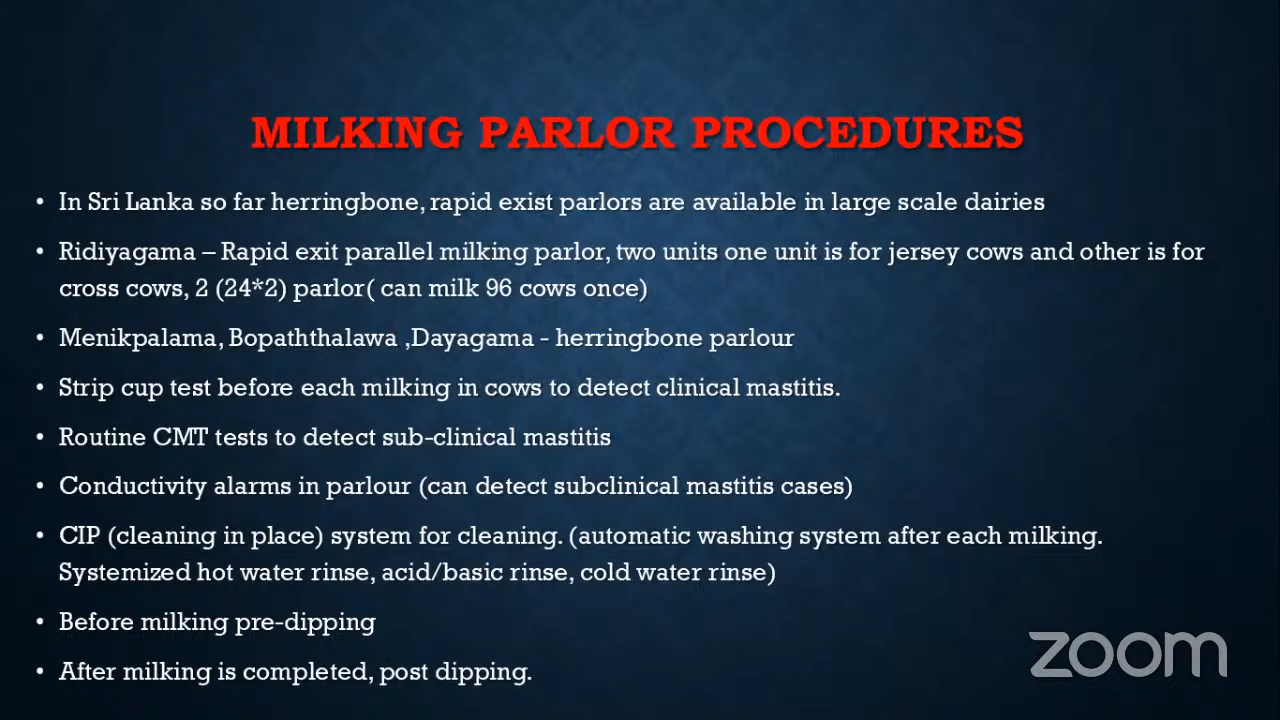 MILKING PARLOR PROCEDURES
• In Sri Lanka so far herringbone, rapid exist parlors are available in large scale dairies
• Ridiyagama – Rapid exit parallel milking parlor, two units one unit is for jersey cows and other is for
cross cows, 2 (24*2) parlor( can milk 96 cows once)
• Menikpalama, Bopaththalawa ,Dayagama - herringbone parlour
• Strip cup test before each milking in cows to detect clinical mastitis.
• Routine CMT tests to detect sub-clinical mastitis
• Conductivity alarms in parlour (can detect subclinical mastitis cases)
• CIP (cleaning in place) system for cleaning. (automatic washing system after each milking.
Systemized hot water rinse, acid/basic rinse, cold water rinse)
• Before milking pre-dipping
• After milking is completed, post dipping.
zoom